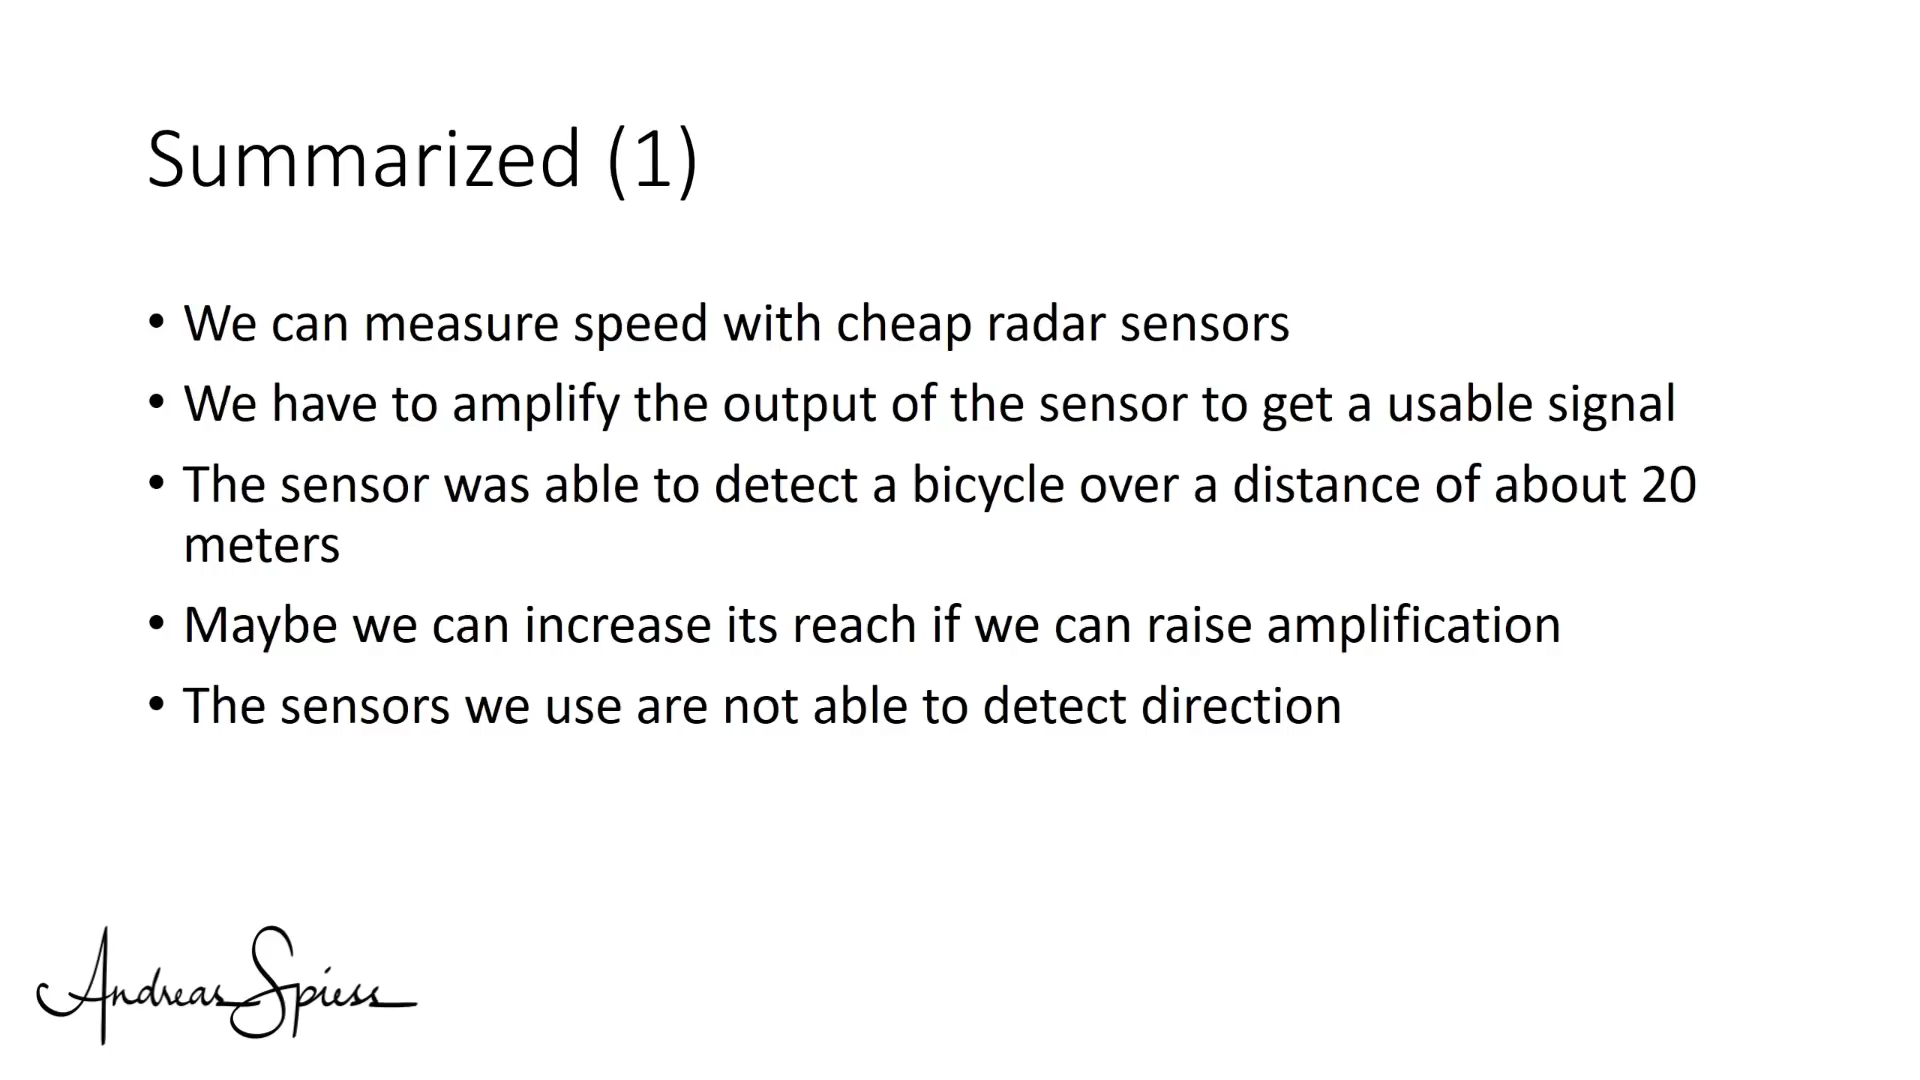 Summarized (1)
• We can measure speed with cheap radar sensors
• We have to amplify the output of the sensor to get a usable signal
• The sensor was able to detect a bicycle over a distance of about 20
meters
• Maybe we can increase its reach if we can raise amplification
• The sensors we use are not able to detect direction
Andreas Spiess